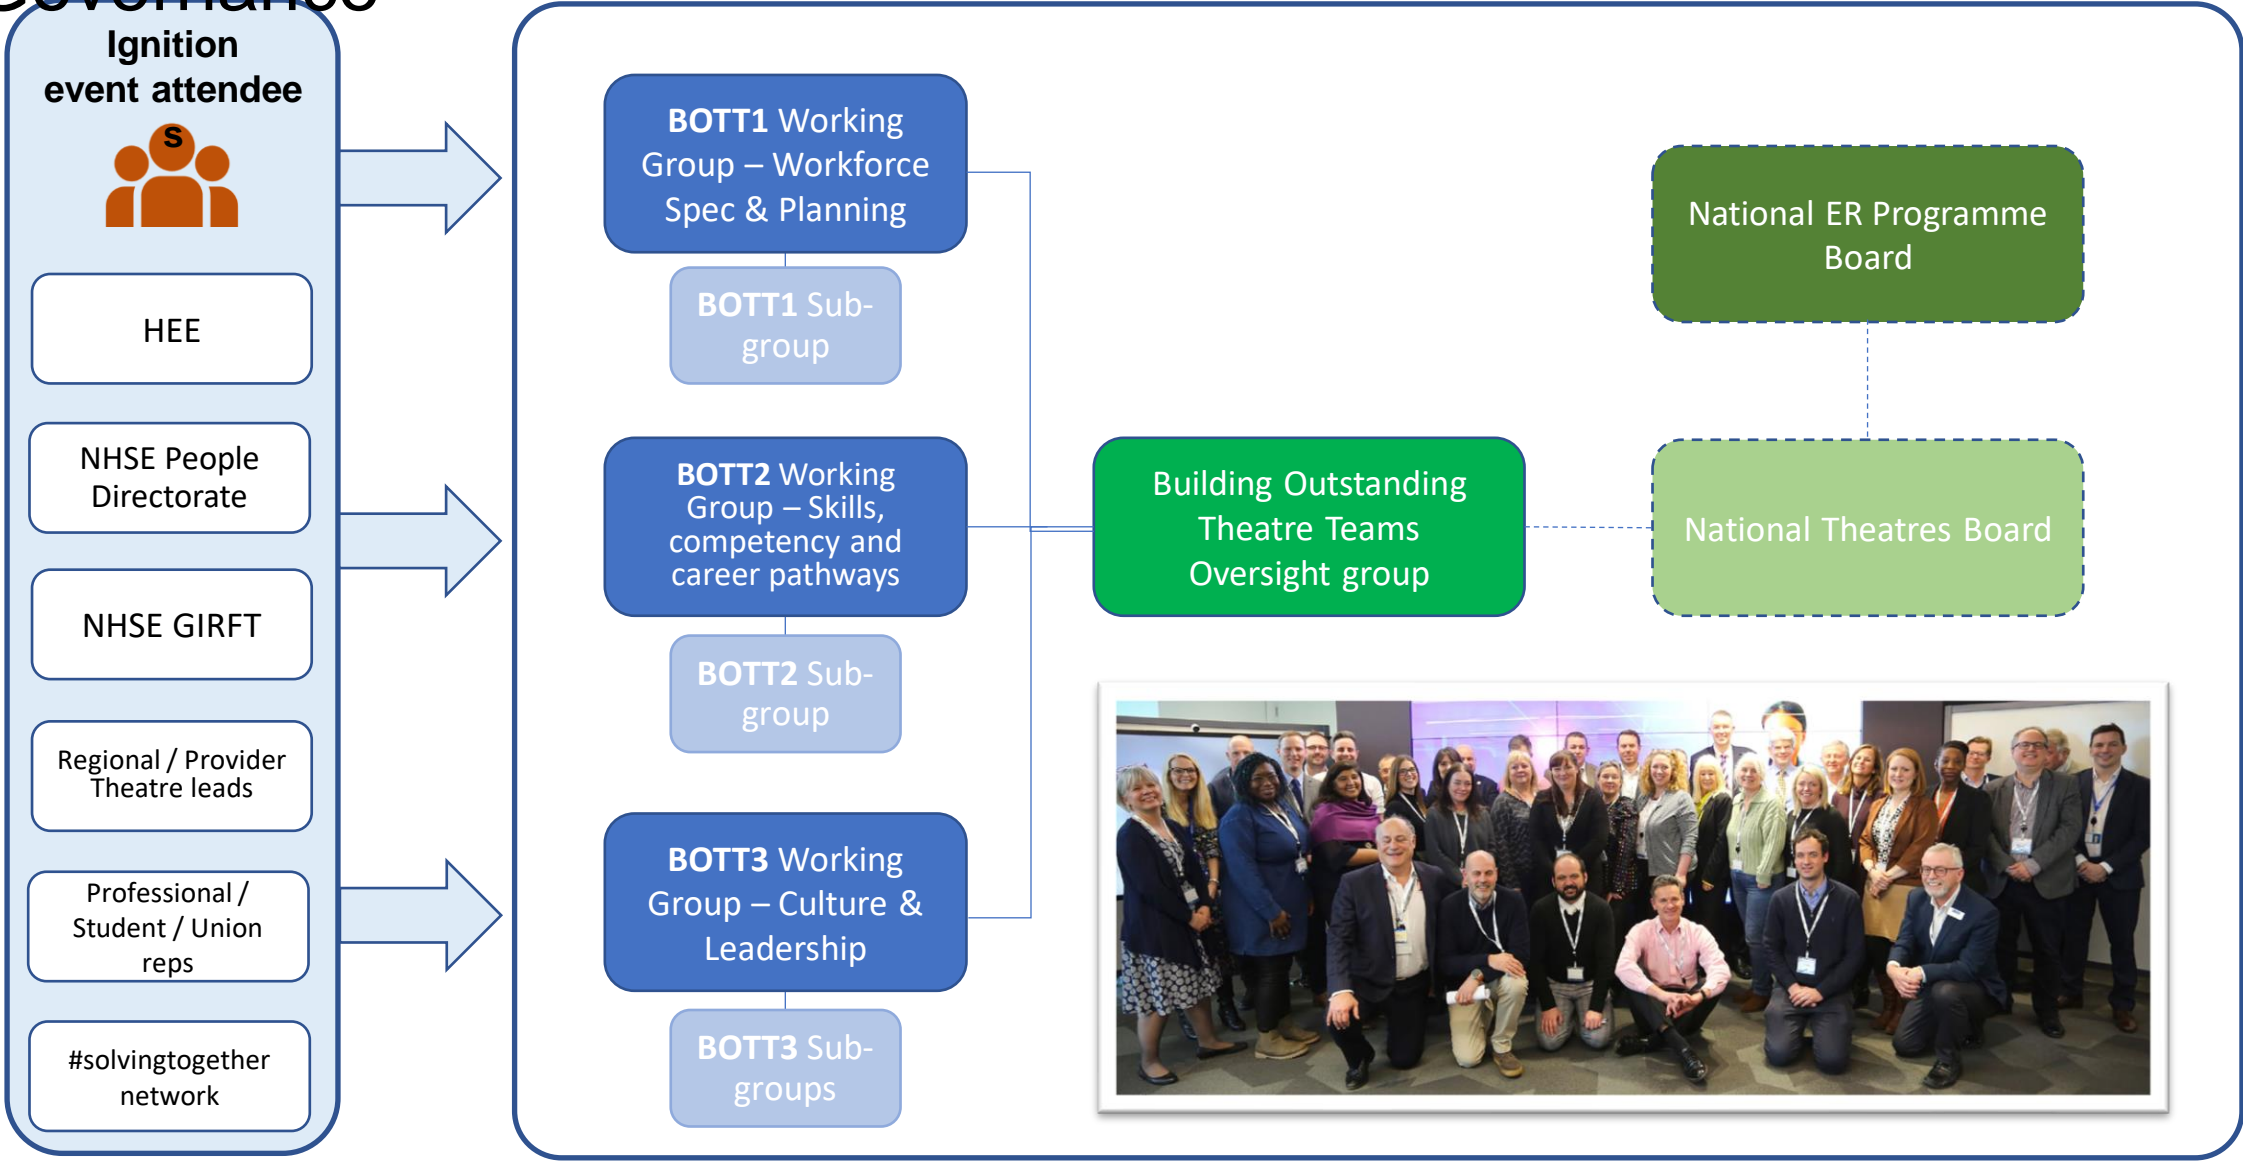 Governance
Ignition
event attendee
s
HEE
NHSE People
Directorate
NHSE GIRFT
Regional / Provider
Theatre leads
Professional /
Student / Union
reps
#solvingtogether
network
BOTT1 Working
Group – Workforce
Spec & Planning
BOTT1 Sub-
group
BOTT2 Working
Group – Skills,
competency and
career pathways
BOTT2 Sub-
group
BOTT3 Working
Group – Culture &
Leadership
BOTT3 Sub-
groups
Building Outstanding
Theatre Teams
Oversight group
National ER Programme
Board
National Theatres Board